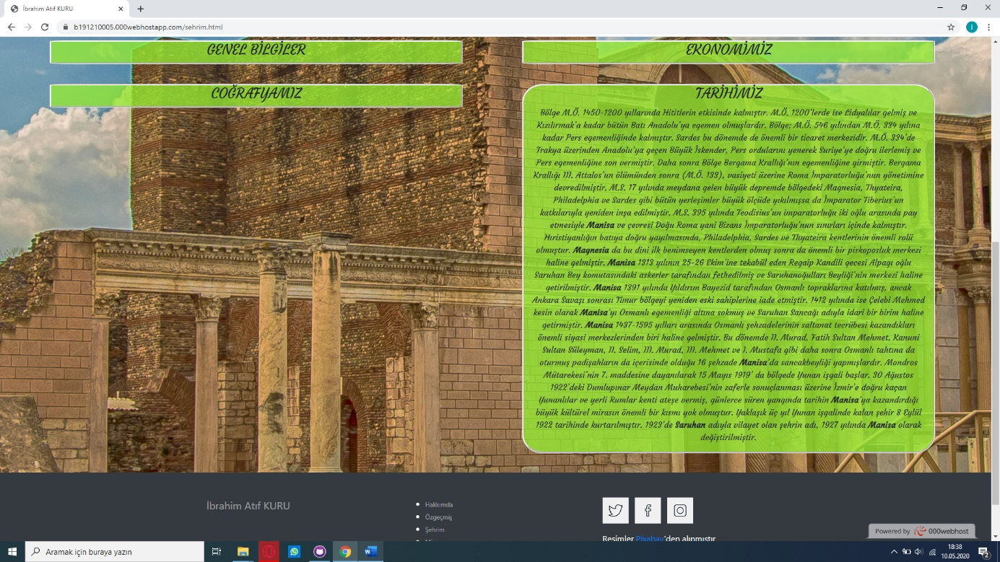 İbrahim Atıf KURU
b191210005.000webhostapp.com/sehrim.html
I
GENEL BİLGİLER
EKONOMİMİZ
COĞRAFYAMIZ
TARİHİMİZ
Bölge M.Ö. 1450-1200 yıllarında Hititlerin etkisinde kalmıştır. M.Ö. 1200'lerde ise Lidyalılar gelmiş ve
Kızılırmak'a kadar bütün Batı Anadolu'ya egemen olmuşlardır. Bölge; M.Ö. 546 yılından M.Ö. 334 yılına
kadar Pers egemenliğinde kalmıştır. Sardes bu dönemde de önemli bir ticaret merkezidir. M.Ö. 334'de
Trakya üzerinden Anadolu'ya geçen Büyük İskender, Pers ordularını yenerek Suriye'ye doğru ilerlemiş ve
Pers egemenliğine son vermiştir. Daha sonra Bölge Bergama Krallığı'nın egemenliğine girmiştir. Bergama
Krallığı III. Attalos'un ölümünden sonra (M.Ö. 133), vasiyeti üzerine Roma İmparatorluğu'nun yönetimine
devredilmiştir. M.S. 17 yılında meydana gelen büyük depremde bölgedeki Magnesia, Thyateira,
Philadelphia ve Sardes gibi bütün yerleşimler büyük ölçüde yıkılmışsa da İmparator Tiberius'un
katkılarıyla yeniden inşa edilmiştir. M.S. 395 yılında Teodisius'un imparatorluğu iki oğlu arasında pay
etmesiyle Manisa ve çevresi Doğu Roma yani Bizans İmparatorluğu'nun sınırları içinde kalmıştır.
Hıristiyanlığın batıya doğru yayılmasında, Philadelphia, Sardes ve Thyateira kentlerinin önemli rolü
olmuştur. Magnesia da bu dini ilk benimseyen kentlerden olmuş sonra da önemli bir piskoposluk merkezi
haline gelmiştir. Manisa 1313 yılının 25-26 Ekim'ine tekabül eden Regaip Kandili gecesi Alpagı oğlu
Saruhan Bey komutasındaki askerler tarafından fethedilmiş ve Saruhanoğulları Beyliği'nin merkezi haline
getirilmiştir. Manisa 1391 yılında Yıldırım Bayezid tarafından Osmanlı topraklarına katılmış, ancak
Ankara Savaşı sonrası Timur bölgeyi yeniden eski sahiplerine iade etmiştir. 1412 yılında ise Çelebi Mehmed
kesin olarak Manisa'yı Osmanlı egemenliği altına sokmuş ve Saruhan Sancağı adıyla idari bir birim haline
getirmiştir. Manisa 1437-1595 yılları arasında Osmanlı şehzadelerinin saltanat tecrübesi kazandıkları
önemli siyasi merkezlerinden biri haline gelmiştir. Bu dönemde II. Murad, Fatih Sultan Mehmet, Kanuni
Sultan Süleyman, II. Selim, III. Murad, III. Mehmet ve I. Mustafa gibi daha sonra Osmanlı tahtına da
oturmuş padişahların da içerisinde olduğu 16 şehzade Manisa'da sancakbeyliği yapmışlardır. Mondros
Mütarekesi'nin 7. maddesine dayanılarak 15 Mayıs 1919' da bölgede Yunan işgali başlar. 30 Ağustos
1922'deki Dumlupınar Meydan Muharebesi'nin zaferle sonuçlanması üzerine İzmir'e doğru kaçan
Yunanlılar ve yerli Rumlar kenti ateşe vermiş, günlerce süren yangında tarihin Manisa'ya kazandırdığı
büyük kültürel mirasın önemli bir kısmı yok olmuştur. Yaklaşık üç yıl Yunan işgalinde kalan şehir 8 Eylül
1922 tarihinde kurtarılmıştır. 1923'de Saruhan adıyla vilayet olan şehrin adı, 1927 yılında Manisa olarak
değiştirilmiştir.
İbrahim Atıf KURU
Hakkımda
Özgeçmiş
Şehrim
Resimler Pixabay'den alınmıştır
Powered by 000webhost
Aramak için buraya yazın
18:38
10.05.2020
2